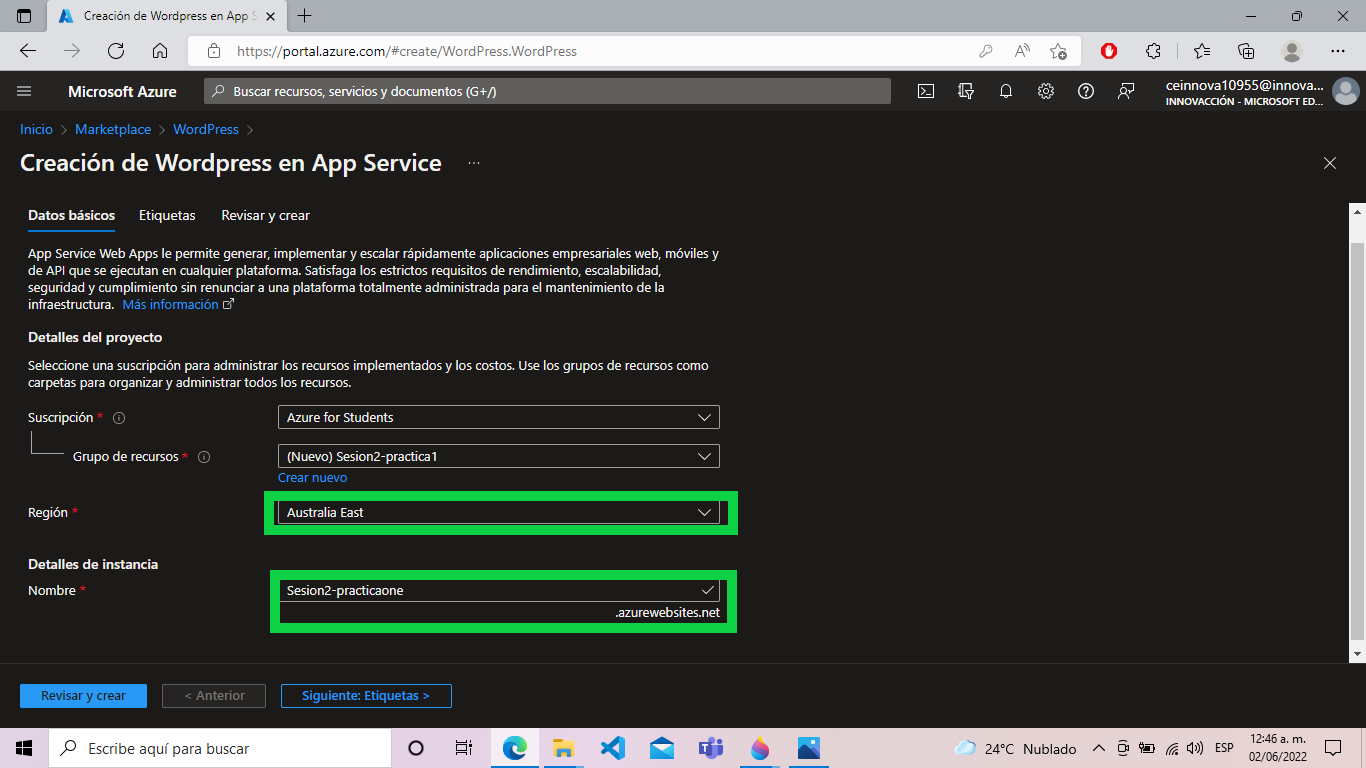 Creación de Wordpress en App S
https://portal.azure.com/#create/WordPress.WordPress
Microsoft Azure
Buscar recursos, servicios y documentos (G+/)
ceinnova10955@innova...
INNOVACCIÓN - MICROSOFT ED...
Inicio > Marketplace > WordPress >
Creación de Wordpress en App Service ...
Datos básicos Etiquetas Revisar y crear
App Service Web Apps le permite generar, implementar y escalar rápidamente aplicaciones empresariales web, móviles y
de API que se ejecutan en cualquier plataforma. Satisfaga los estrictos requisitos de rendimiento, escalabilidad,
seguridad y cumplimiento sin renunciar a una plataforma totalmente administrada para el mantenimiento de la
infraestructura. Más información
Detalles del proyecto
Seleccione una suscripción para administrar los recursos implementados y los costos. Use los grupos de recursos como
carpetas para organizar y administrar todos los recursos.
Suscripción * Azure for Students
Grupo de recursos * (Nuevo) Sesion2-practica1
Crear nuevo
Región * Australia East
Detalles de instancia
Nombre * Sesion2-practicaone
.azurewebsites.net
Revisar y crear < Anterior Siguiente: Etiquetas >
Escribe aquí para buscar
24°C Nublado
ESP
12:46 a. m.
02/06/2022